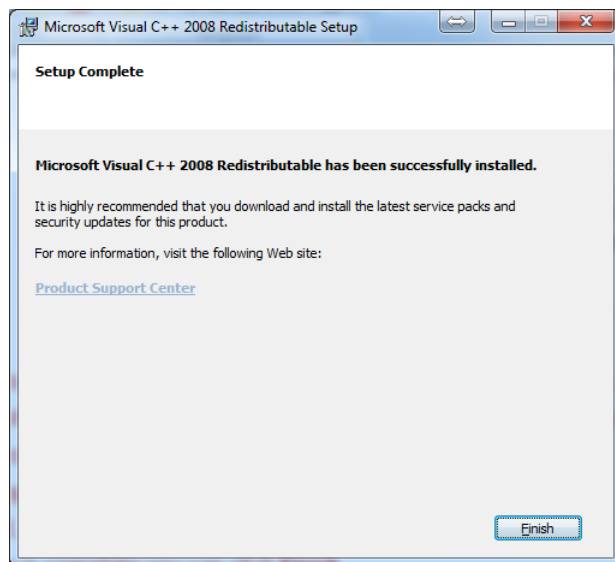 Microsoft Visual C++ 2008 Redistributable Setup
Setup Complete
Microsoft Visual C++ 2008 Redistributable has been successfully installed.
It is highly recommended that you download and install the latest service packs and
security updates for this product.
For more information, visit the following Web site:
Product Support Center
Finish